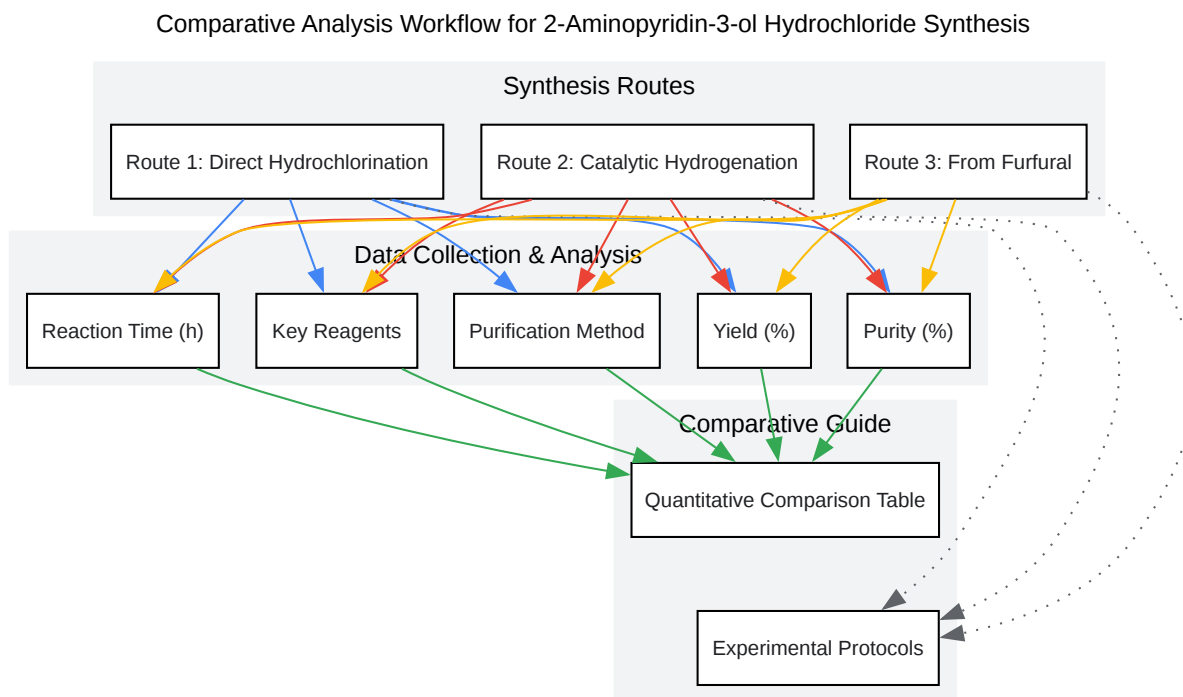 Comparative Analysis Workflow for 2-Aminopyridin-3-ol Hydrochloride Synthesis
Synthesis Routes
Route 1: Direct Hydrochlorination
Route 2: Catalytic Hydrogenation
Route 3: From Furfural
Data Collection & Analysis
Reaction Time (h)
Key Reagents
Purification Method
Yield (%)
Purity (%)
Comparative Guide
Quantitative Comparison Table
Experimental Protocols